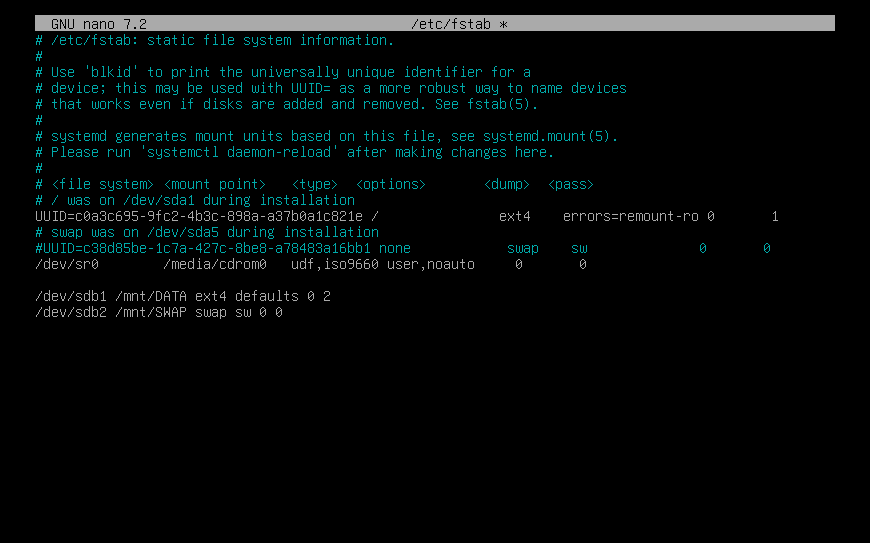 GNU nano 7.2 /etc/fstab *
# /etc/fstab: static file system information.
#
# Use 'blkid' to print the universally unique identifier for a
# device; this may be used with UUID= as a more robust way to name devices
# that works even if disks are added and removed. See fstab(5).
#
# systemd generates mount units based on this file, see systemd.mount(5).
# Please run 'systemctl daemon-reload' after making changes here.
#
# <file system> <mount point>   <type>  <options>       <dump>  <pass>
# / was on /dev/sda1 during installation
UUID=c0a3c695-9fc2-4b3c-898a-a37b0a1c821e /               ext4    errors=remount-ro 0       1
# swap was on /dev/sda5 during installation
#UUID=c38d85be-1c7a-427c-8be8-a78483a16bb1 none            swap    sw              0       0
/dev/sr0        /media/cdrom0   udf,iso9660 user,noauto     0       0
/dev/sdb1 /mnt/DATA ext4 defaults 0 2
/dev/sdb2 /mnt/SWAP swap sw 0 0